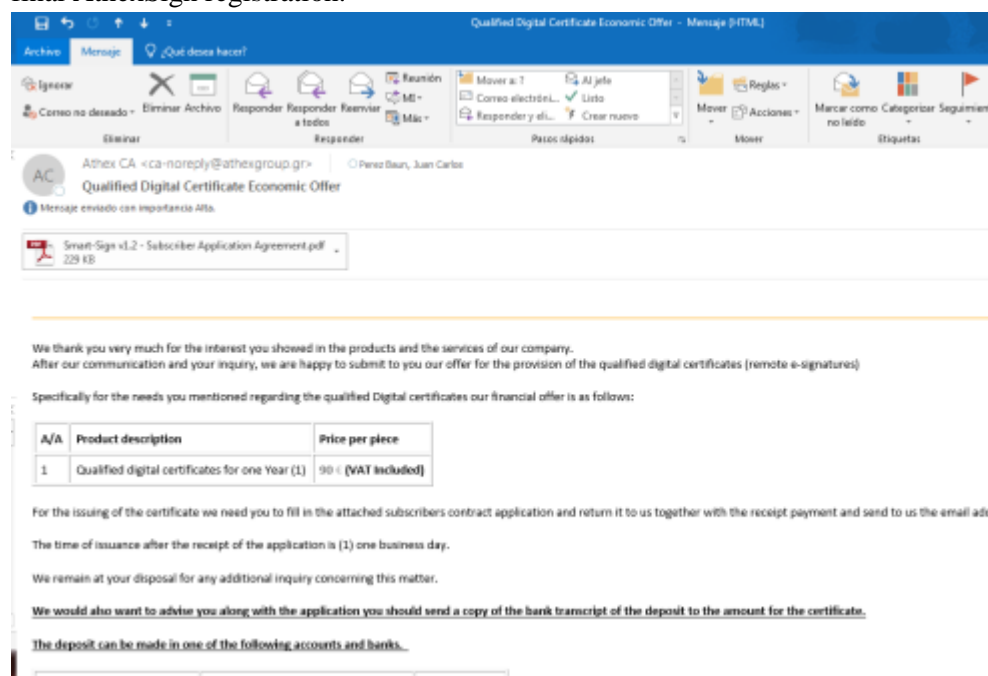 final AthexSign registration.
Qualified Digital Certificate Economic Offer - Mensaje (HTML)
Archivo Mensaje ¿Qué desea hacer?
Ignorar
Correo no deseado
Eliminar Archivo
Responder Responder a todos Reenviar
Reunión
MI
Más
Mover a: ?
Correo electróni...
Responder y eli...
Al jefe
Listo
Crear nuevo
Mover
Reglas
Acciones
Marcar como no leído
Categorizar Seguimien
Eliminar Responder Pasos rápidos Mover Etiquetas
AC
Athex CA <ca-noreply@athexgroup.gr> Perez Baun, Juan Carlos
Qualified Digital Certificate Economic Offer
Mensaje enviado con importancia Alta.
Smart-Sign v1.2 - Subscriber Application Agreement.pdf
229 KB
We thank you very much for the interest you showed in the products and the services of our company.
After our communication and your inquiry, we are happy to submit to you our offer for the provision of the qualified digital certificates (remote e-signatures)
Specifically for the needs you mentioned regarding the qualified Digital certificates our financial offer is as follows:
A/A Product description Price per piece
1 Qualified digital certificates for one Year (1) 90 € (VAT Included)
For the issuing of the certificate we need you to fill in the attached subscribers contract application and return it to us together with the receipt payment and send to us the email ad
The time of issuance after the receipt of the application is (1) one business day.
We remain at your disposal for any additional inquiry concerning this matter.
We would also want to advise you along with the application you should send a copy of the bank transcript of the deposit to the amount for the certificate.
The deposit can be made in one of the following accounts and banks.